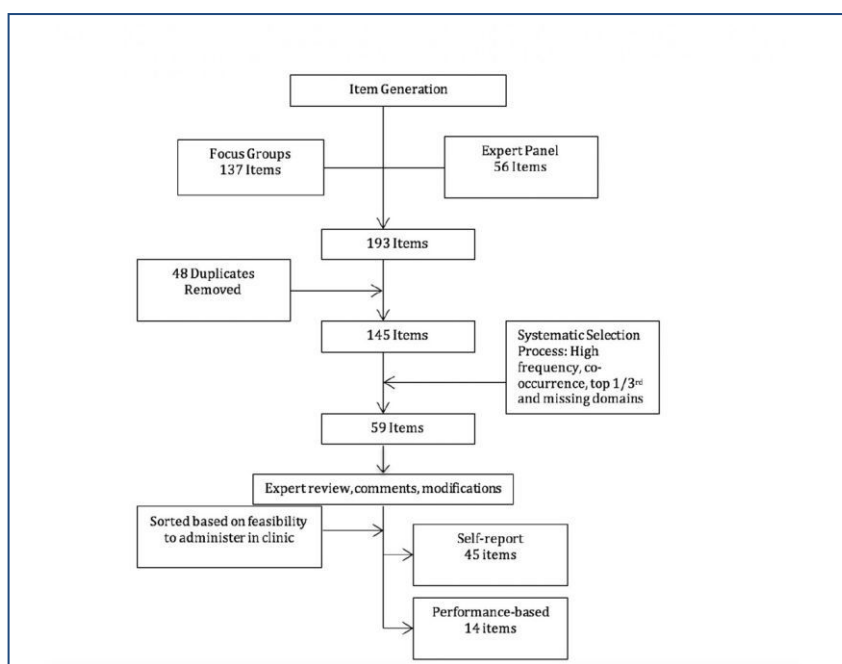 Item Generation
Focus Groups
137 Items
Expert Panel
56 Items
193 Items
48 Duplicates
Removed
145 Items
Systematic Selection
Process: High
frequency, co-
occurrence, top 1/3rd
and missing domains
59 Items
Expert review, comments, modifications
Sorted based on feasibility
to administer in clinic
Self-report
45 items
Performance-based
14 items